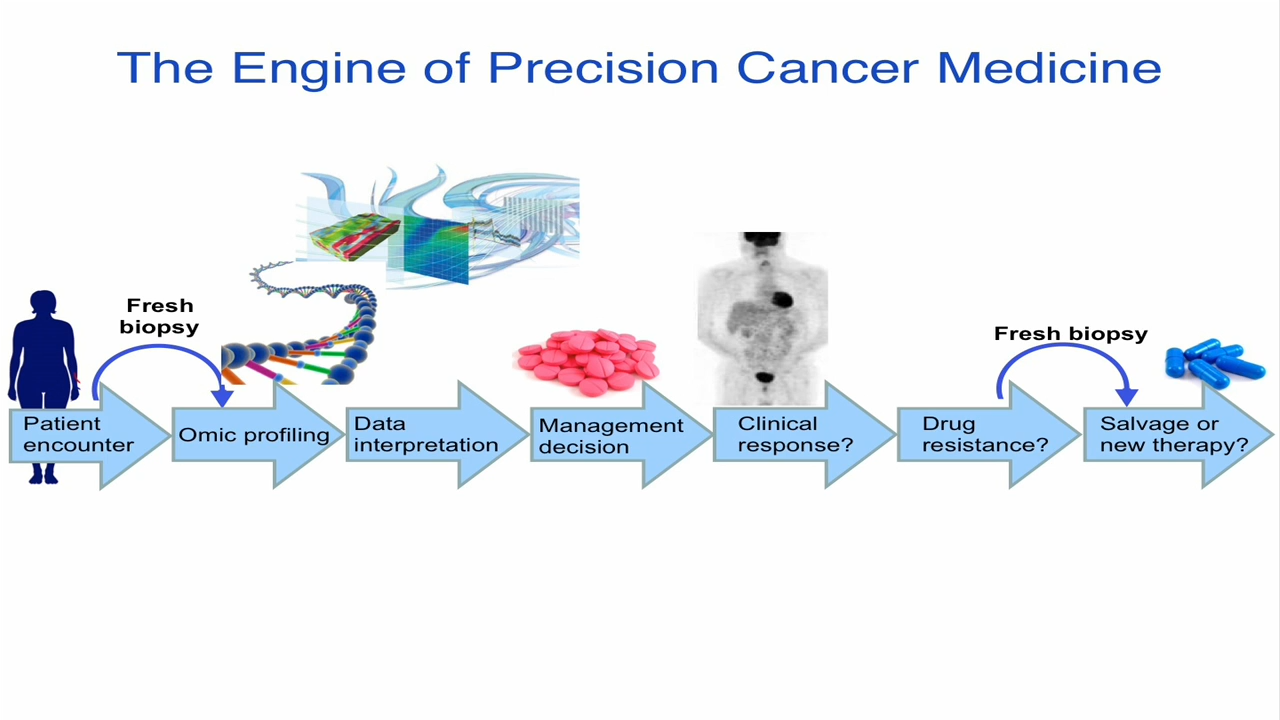 The Engine of Precision Cancer Medicine
Fresh
biopsy
Fresh biopsy
Patient
encounter
Omic profiling
Data
interpretation
Management
decision
Clinical
response?
Drug
resistance?
Salvage or
new therapy?